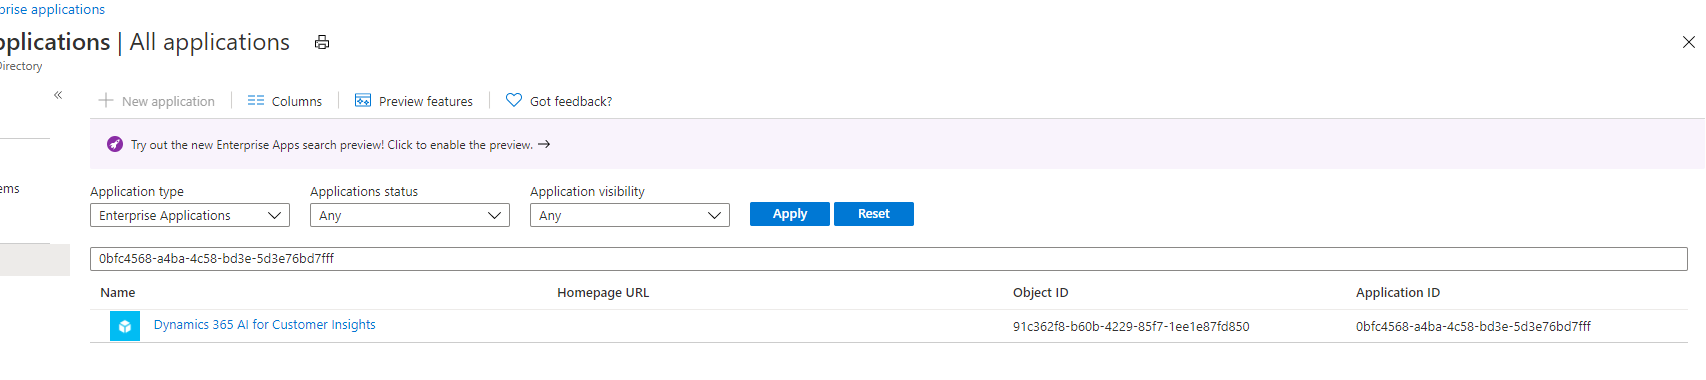 prise applications
pplications | All applications
Directory
«
New application
Columns
Preview features
Got feedback?
Try out the new Enterprise Apps search preview! Click to enable the preview. →
ems
Application type
Applications status
Application visibility
Enterprise Applications
Any
Any
Apply
Reset
0bfc4568-a4ba-4c58-bd3e-5d3e76bd7fff
Name
Homepage URL
Object ID
Application ID
Dynamics 365 AI for Customer Insights
91c362f8-b60b-4229-85f7-1ee1e87fd850
0bfc4568-a4ba-4c58-bd3e-5d3e76bd7fff